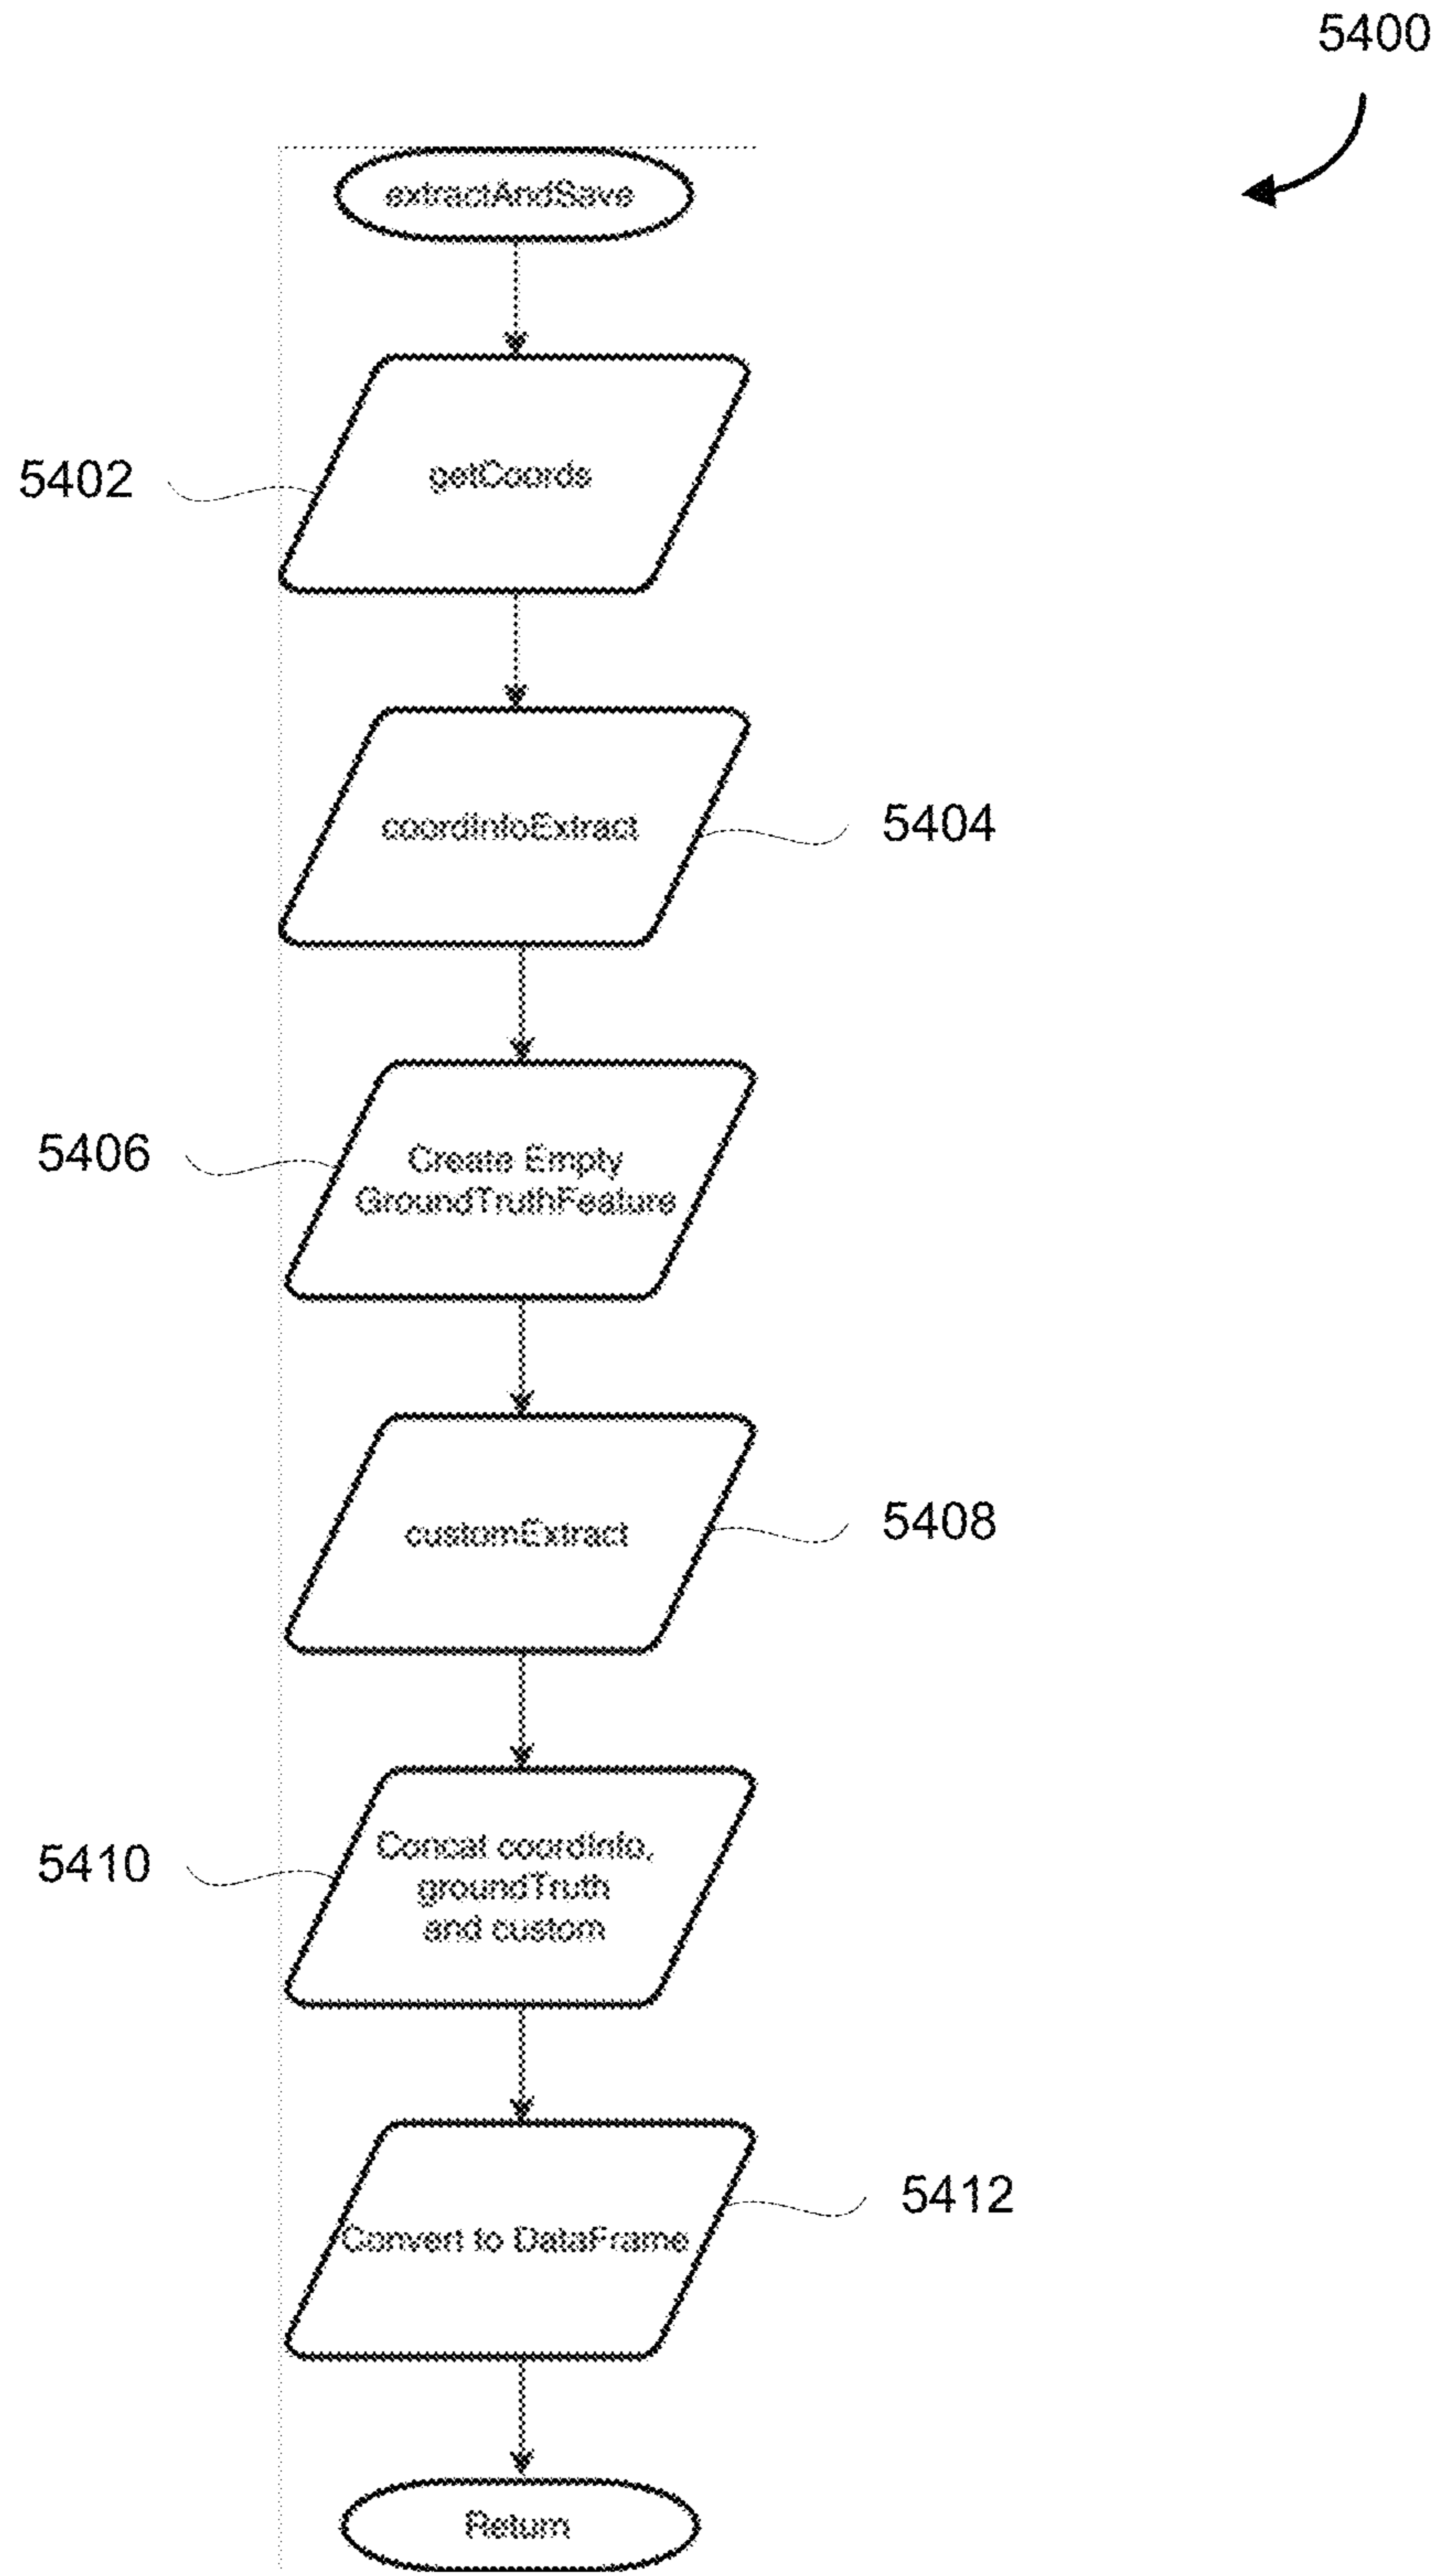 5400
extractAndSave
5402
getCoords
coordInfoExtract
5404
5406
Create Empty
GroundTruthFeature
customExtract
5408
5410
Concat coordInfo,
groundTruth
and custom
5412
Convert to DataFrame
Return